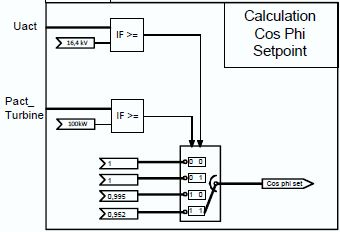 Calculation
Cos Phi
Setpoint
Uact
16,4 kV
IF >=
Pact_
Turbine
100kW
IF >=
1
0 0
1
0 1
0,995
1 0
0,952
1 1
Cos phi set